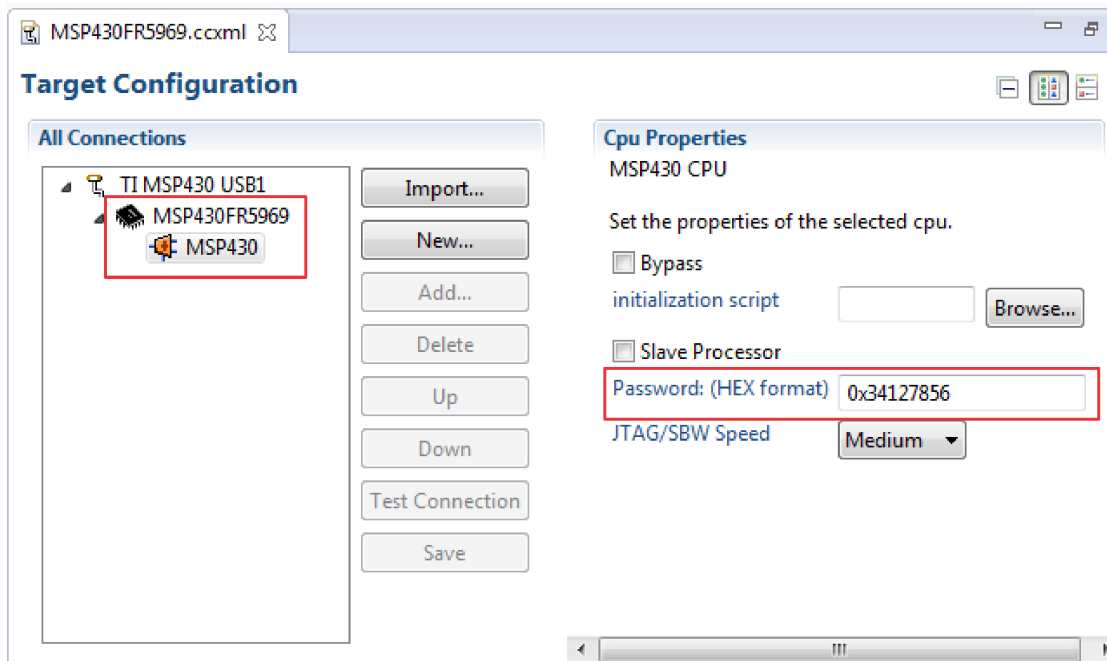 MSP430FR5969.ccxml
Target Configuration
All Connections
TI MSP430 USB1
MSP430FR5969
MSP430
Import...
New...
Add...
Delete
Up
Down
Test Connection
Save
Cpu Properties
MSP430 CPU
Set the properties of the selected cpu.
Bypass
initialization script
Browse...
Slave Processor
Password: (HEX format) 0x34127856
JTAG/SBW Speed Medium